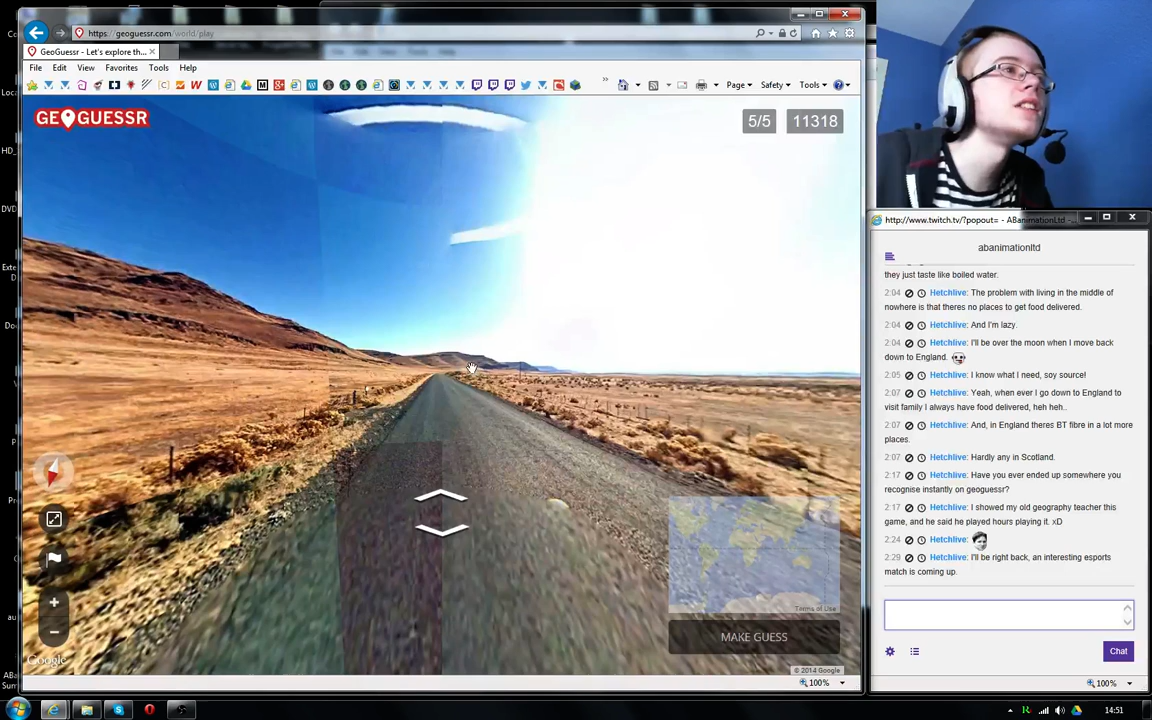 https://geoguessr.com/world/play
GeoGuessr - Let's explore th...
File Edit View Favorites Tools Help
Page Safety Tools
GEOGUESSR
5/5 11318
Terms of Use
MAKE GUESS
Google
© 2014 Google
100%
http://www.twitch.tv/?popout= - ABanimationLtd - ...
abanimationltd
they just taste like boiled water.
2:04 Hetchlive: The problem with living in the middle of
nowhere is that theres no places to get food delivered.
2:04 Hetchlive: And I'm lazy.
2:04 Hetchlive: I'll be over the moon when I move back
down to England.
2:05 Hetchlive: I know what I need, soy source!
2:07 Hetchlive: Yeah, when ever I go down to England to
visit family I always have food delivered, heh heh..
2:07 Hetchlive: And, in England theres BT fibre in a lot more
places.
2:07 Hetchlive: Hardly any in Scotland.
2:17 Hetchlive: Have you ever ended up somewhere you
recognise instantly on geoguessr?
2:17 Hetchlive: I showed my old geography teacher this
game, and he said he played hours playing it. xD
2:24 Hetchlive:
2:29 Hetchlive: I'll be right back, an interesting esports
match is coming up.
Chat
100%
14:51